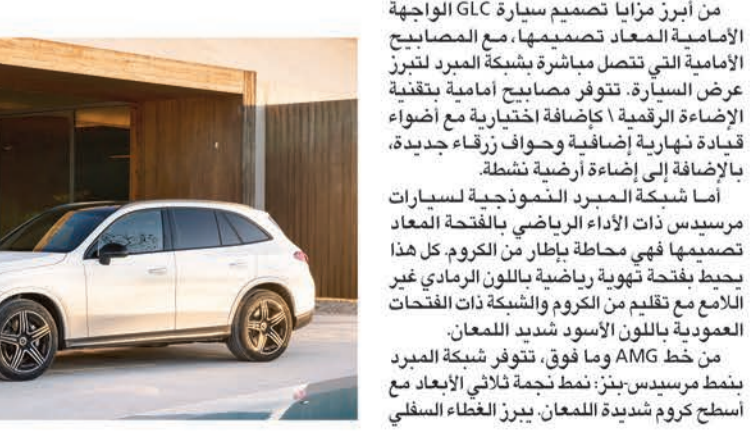 من أبرز مزايا تصميم سيارة GLC الواجهة
الأمامية المعاد تصميمها، مع المصابيح
الأمامية التي تتصل مباشرة بشبكة المبرد لتبرز
عرض السيارة. تتوفر مصابيح أمامية بتقنية
الإضاءة الرقمية \ كإضافة اختيارية مع أضواء
قيادة نهارية إضافية وحواف زرقاء جديدة،
بالإضافة إلى إضاءة أرضية نشطة.
أما شبكة المبرد النموذجية لسيارات
مرسيدس ذات الأداء الرياضي بالفتحة المعاد
تصميمها فهي محاطة بإطار من الكروم. كل هذا
يحيط بفتحة تهوية رياضية باللون الرمادي غير
اللامع مع تقليم من الكروم والشبكة ذات الفتحات
العمودية باللون الأسود شديد اللمعان.
من خط AMG وما فوق، تتوفر شبكة المبرد
بنمط مرسيدس-بنز: نمط نجمة ثلاثي الأبعاد مع
أسطح كروم شديدة اللمعان. يبرز الغطاء السفلي